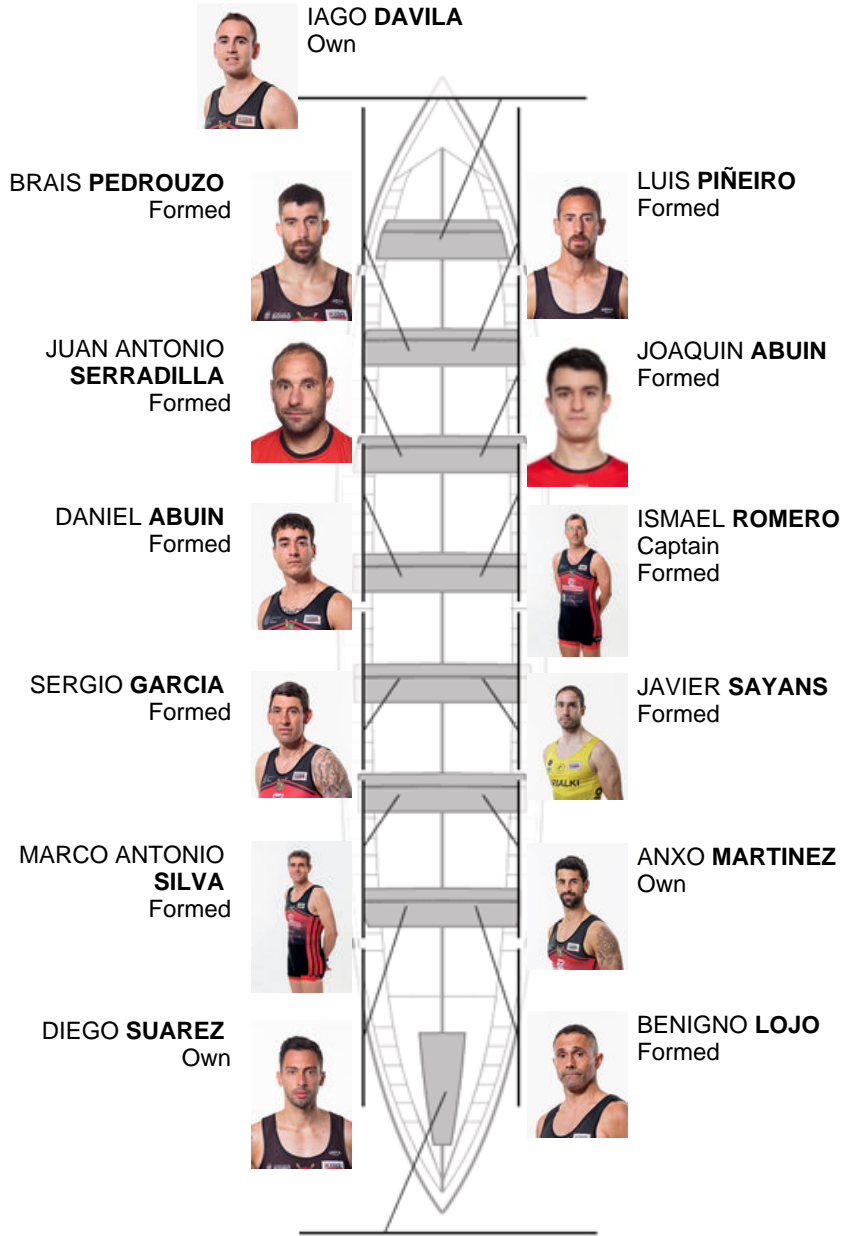 IAGO DAVILA
Own
BRAIS PEDROUZO
Formed
LUIS PIÑEIRO
Formed
JUAN ANTONIO
SERRADILLA
Formed
JOAQUIN ABUIN
Formed
DANIEL ABUIN
Formed
ISMAEL ROMERO
Captain
Formed
SERGIO GARCIA
Formed
JAVIER SAYANS
Formed
MARCO ANTONIO
SILVA
Formed
ANXO MARTINEZ
Own
DIEGO SUAREZ
Own
BENIGNO LOJO
Formed